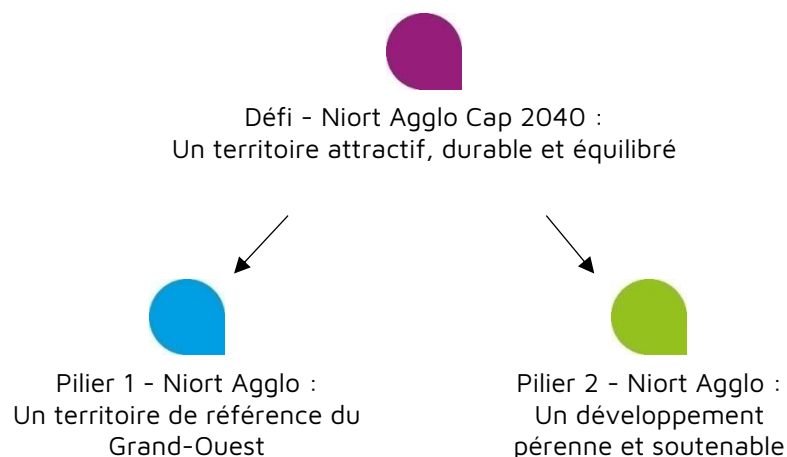 Défi - Niort Agglo Cap 2040 :
Un territoire attractif, durable et équilibré
Pilier 1 - Niort Agglo :
Un territoire de référence du
Grand-Ouest
Pilier 2 - Niort Agglo :
Un développement
pérenne et soutenable